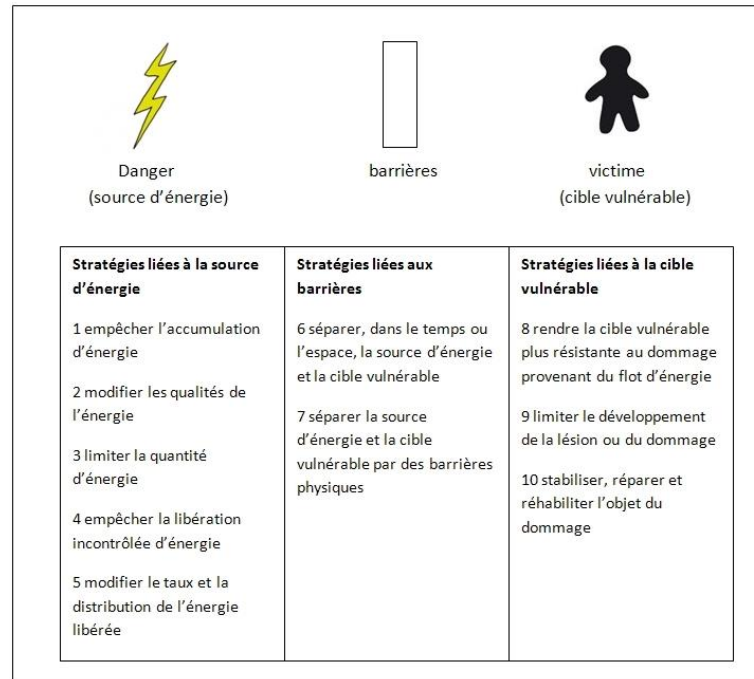 Danger
(source d’énergie)
barrières
victime
(cible vulnérable)
Stratégies liées à la source
d’énergie
1 empêcher l’accumulation
d’énergie
2 modifier les qualités de
l’énergie
3 limiter la quantité
d’énergie
4 empêcher la libération
incontrôlée d’énergie
5 modifier le taux et la
distribution de l’énergie
libérée
Stratégies liées aux
barrières
6 séparer, dans le temps ou
l’espace, la source d’énergie
et la cible vulnérable
7 séparer la source
d’énergie et la cible
vulnérable par des barrières
physiques
Stratégies liées à la cible
vulnérable
8 rendre la cible vulnérable
plus résistante au dommage
provenant du flot d’énergie
9 limiter le développement
de la lésion ou du dommage
10 stabiliser, réparer et
réhabiliter l’objet du
dommage